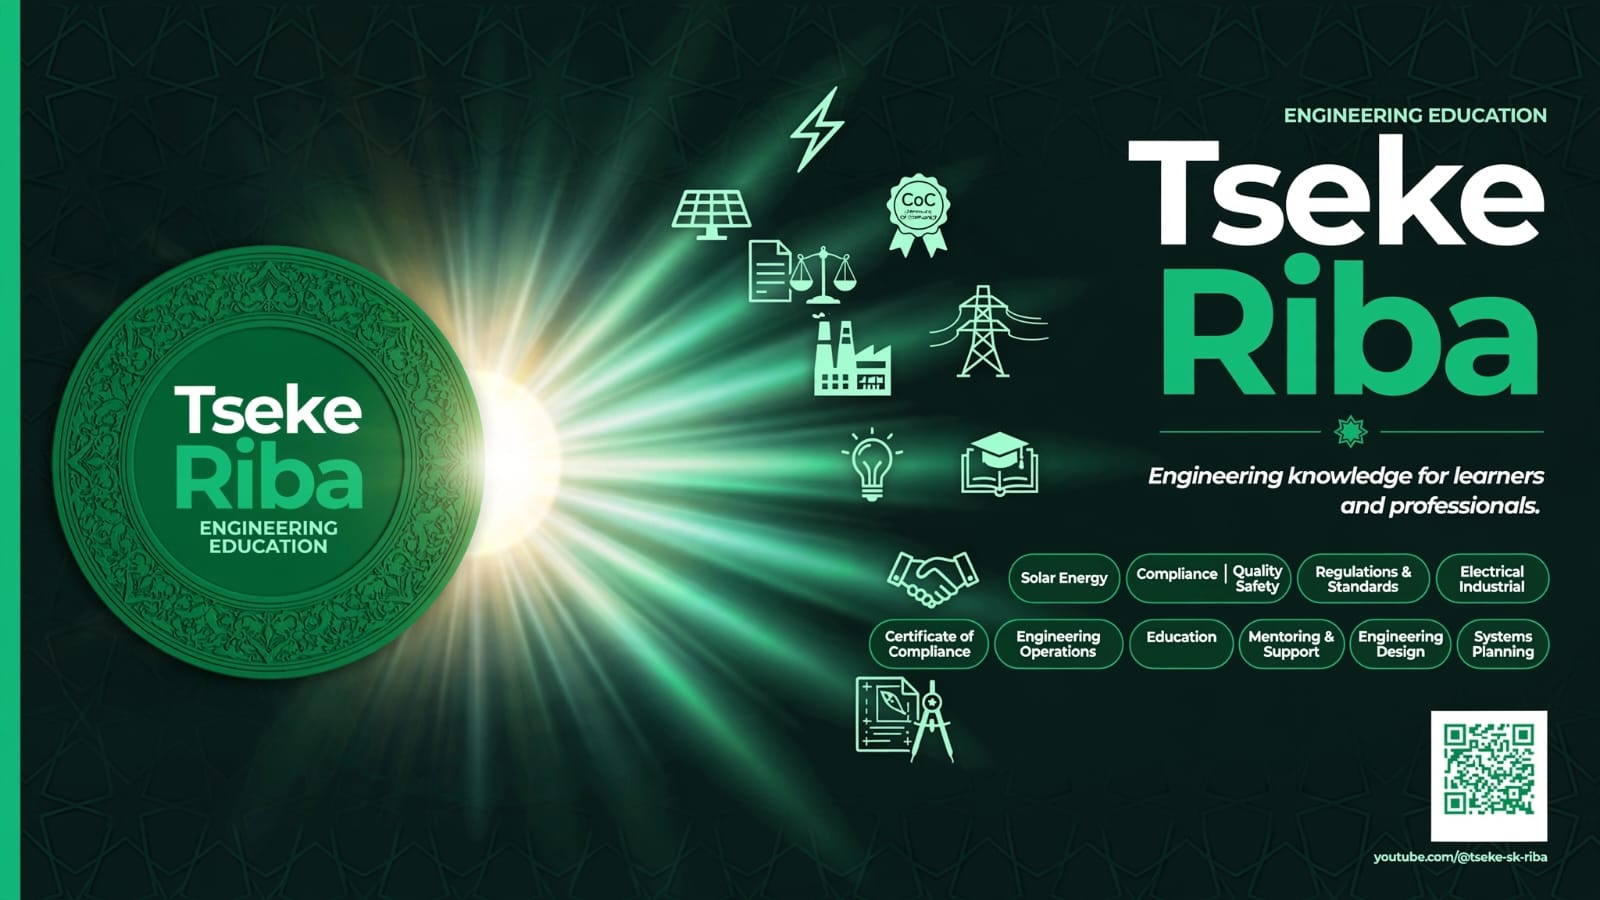 Tseke
Riba
ENGINEERING
EDUCATION
CoC
ENGINEERING EDUCATION
Tseke
Riba
Engineering knowledge for learners
and professionals.
Solar Energy
Compliance | Quality
Safety
Regulations &
Standards
Electrical
Industrial
Certificate of
Compliance
Engineering
Operations
Education
Mentoring &
Support
Engineering
Design
Systems
Planning
youtube.com/@tseke-sk-riba